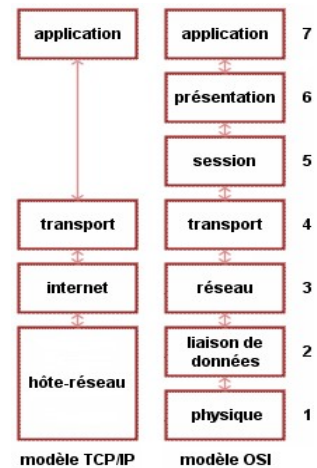 application application 7
présentation 6
session 5
transport transport 4
internet réseau 3
liaison de
données 2
hôte-réseau
physique 1
modèle TCP/IP modèle OSI